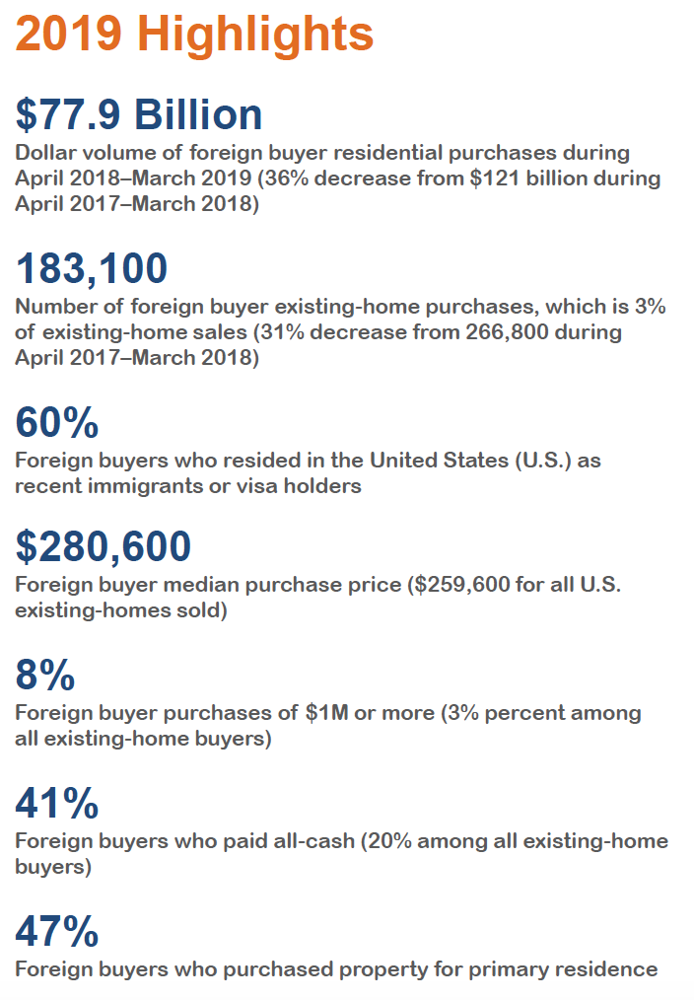 2019 Highlights
$77.9 Billion
Dollar volume of foreign buyer residential purchases during
April 2018–March 2019 (36% decrease from $121 billion during
April 2017–March 2018)
183,100
Number of foreign buyer existing-home purchases, which is 3%
of existing-home sales (31% decrease from 266,800 during
April 2017–March 2018)
60%
Foreign buyers who resided in the United States (U.S.) as
recent immigrants or visa holders
$280,600
Foreign buyer median purchase price ($259,600 for all U.S.
existing-homes sold)
8%
Foreign buyer purchases of $1M or more (3% percent among
all existing-home buyers)
41%
Foreign buyers who paid all-cash (20% among all existing-home
buyers)
47%
Foreign buyers who purchased property for primary residence